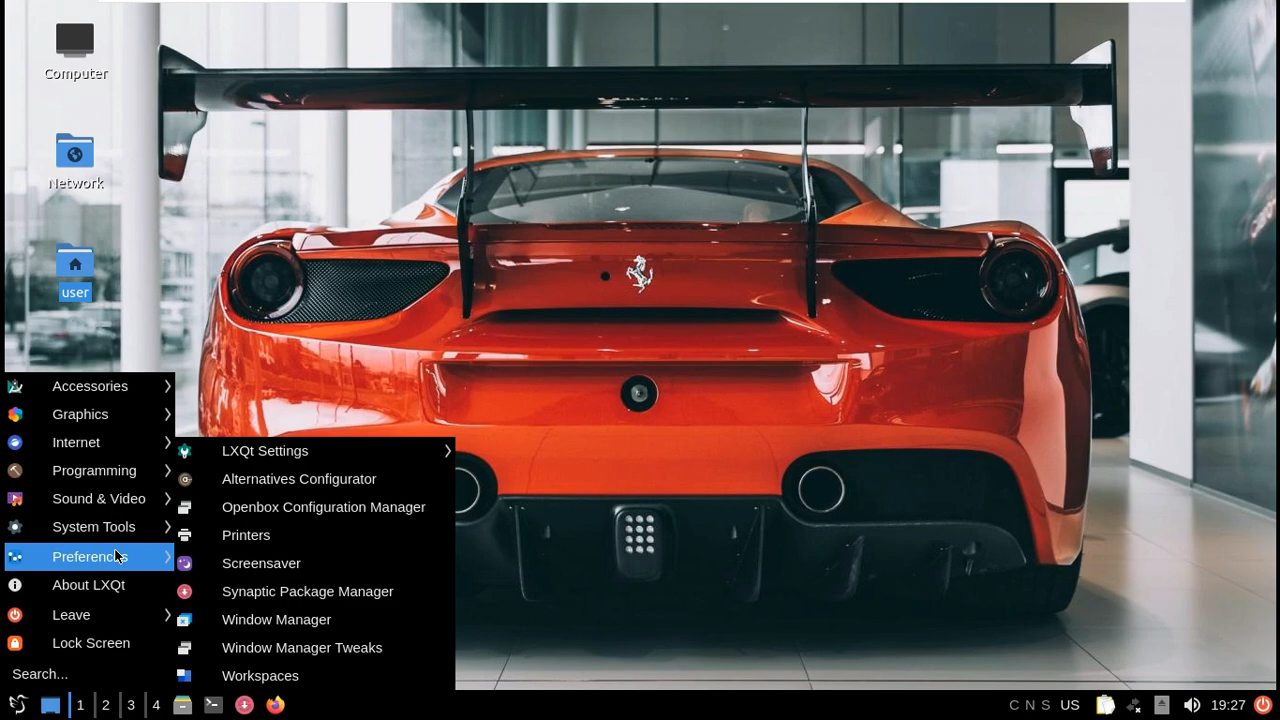 Computer
Network
user
Accessories
Graphics
Internet
Programming
Sound & Video
System Tools
Preferences
About LXQt
Leave
Lock Screen
Search...
LXQt Settings
Alternatives Configurator
Openbox Configuration Manager
Printers
Screensaver
Synaptic Package Manager
Window Manager
Window Manager Tweaks
Workspaces
1 2 3 4 C N S US 19:27